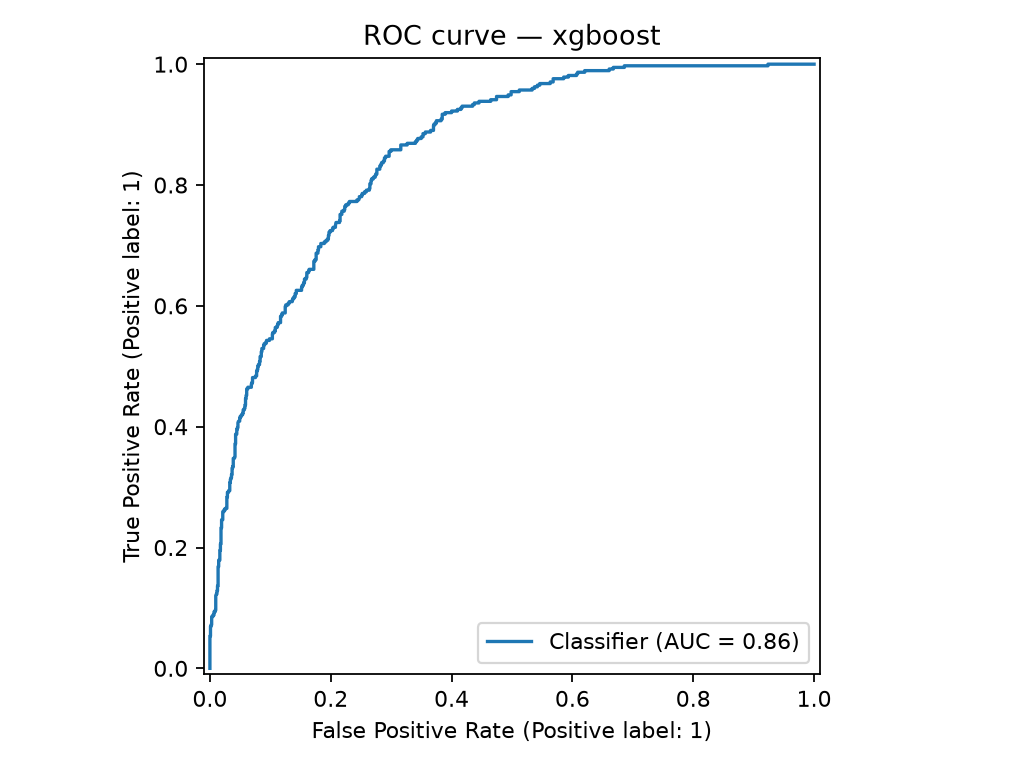 ROC curve — xgboost
1.0
0.8
0.6
0.4
0.2
0.0
True Positive Rate (Positive label: 1)
Classifier (AUC = 0.86)
0.0 0.2 0.4 0.6 0.8 1.0
False Positive Rate (Positive label: 1)